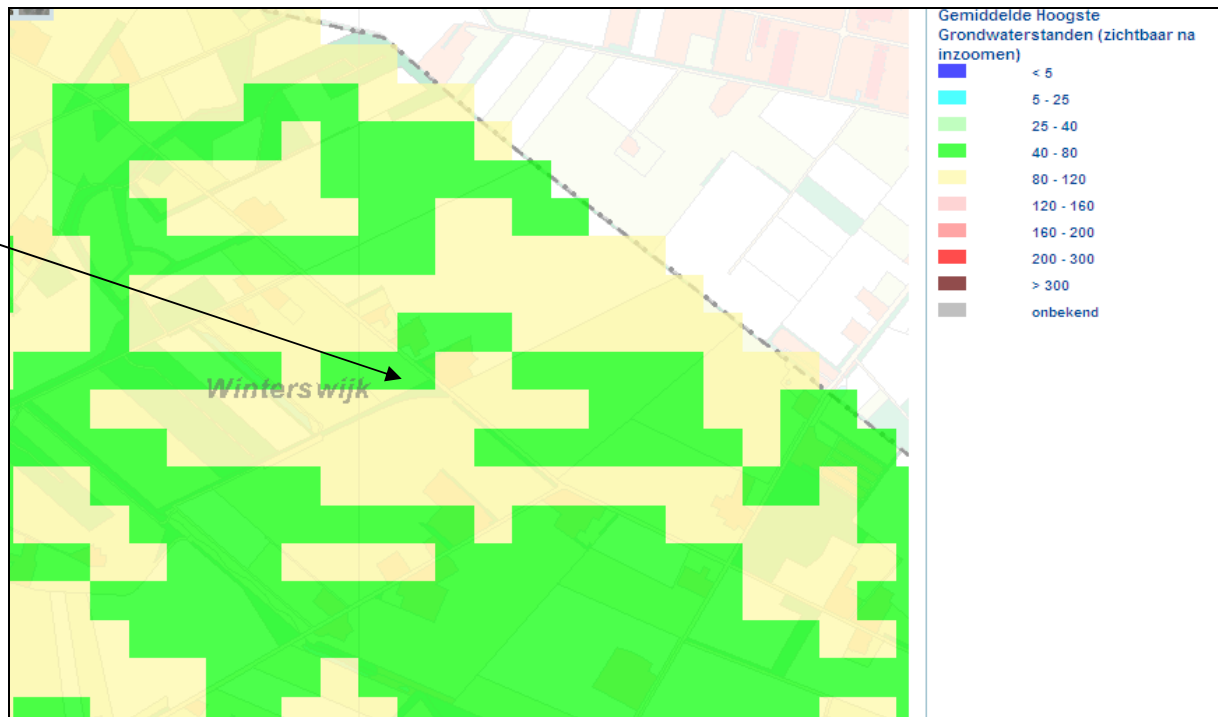 Gemiddelde Hoogste
Grondwaterstanden (zichtbaar na
inzoomen)
< 5
5 - 25
25 - 40
40 - 80
80 - 120
120 - 160
160 - 200
200 - 300
> 300
onbekend
Winterswijk